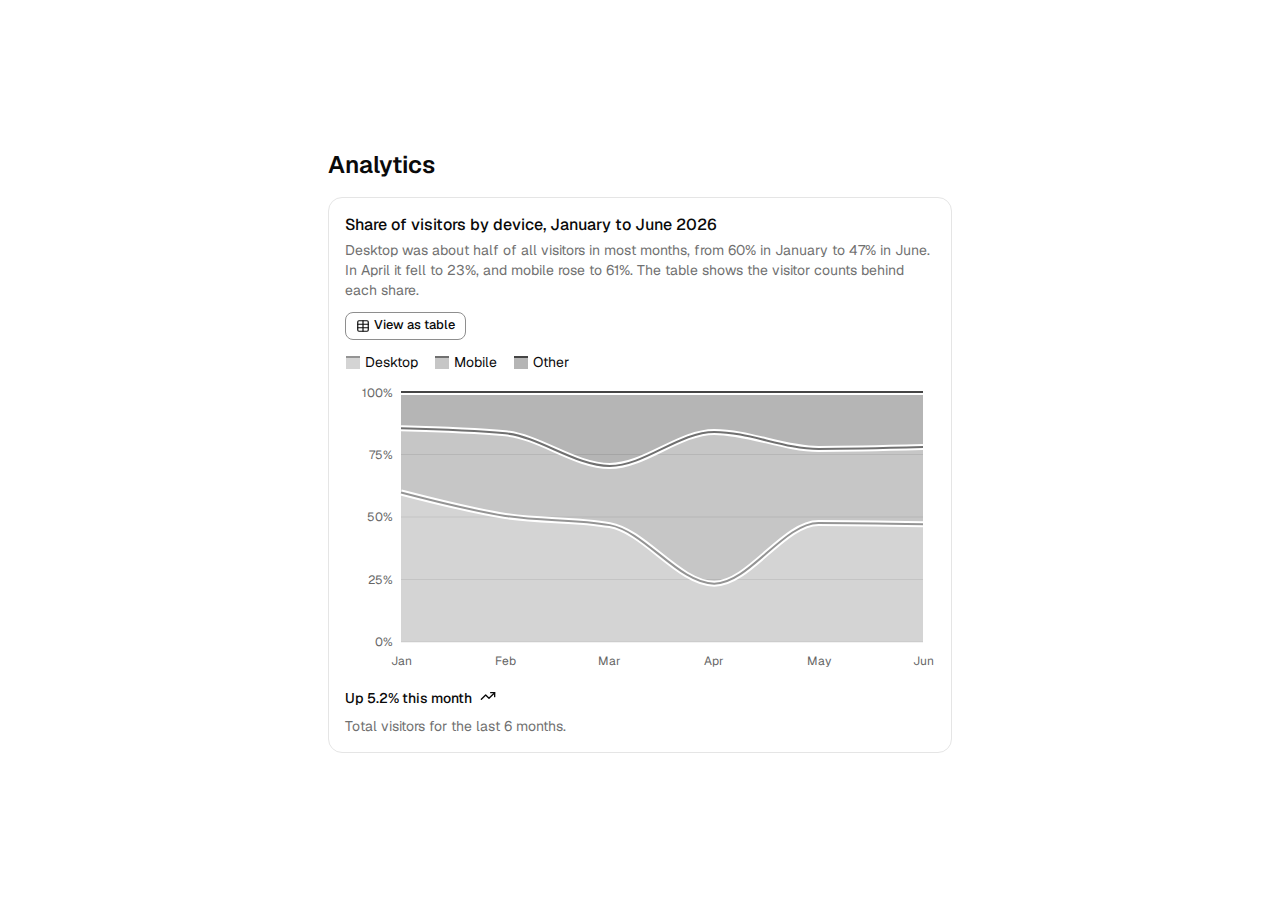 Analytics
Share of visitors by device, January to June 2026
Desktop was about half of all visitors in most months, from 60% in January to 47% in June.
In April it fell to 23%, and mobile rose to 61%. The table shows the visitor counts behind
each share.
View as table
Desktop Mobile Other
100%
75%
50%
25%
0%
Jan Feb Mar Apr May Jun
Up 5.2% this month
Total visitors for the last 6 months.